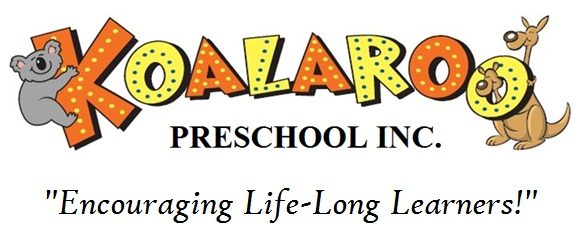 KOALAROO
PRESCHOOL INC.
"Encouraging Life-Long Learners!"